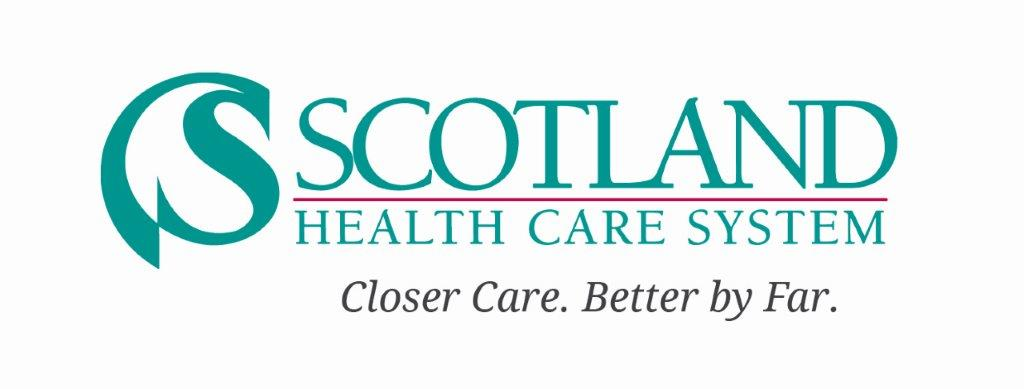 SCOTLAND
HEALTH CARE SYSTEM
Closer Care. Better by Far.